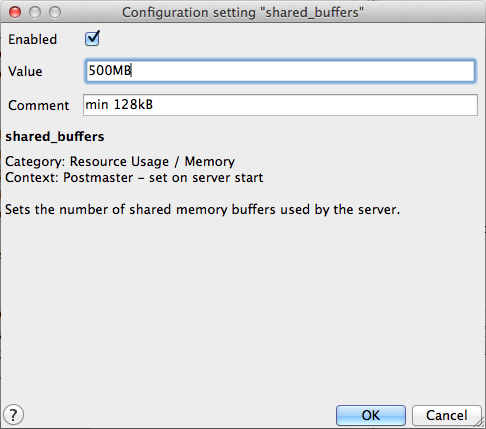 Configuration setting "shared_buffers"
Enabled
Value 500MB
Comment min 128kB
shared_buffers
Category: Resource Usage / Memory
Context: Postmaster – set on server start
Sets the number of shared memory buffers used by the server.
? OK Cancel